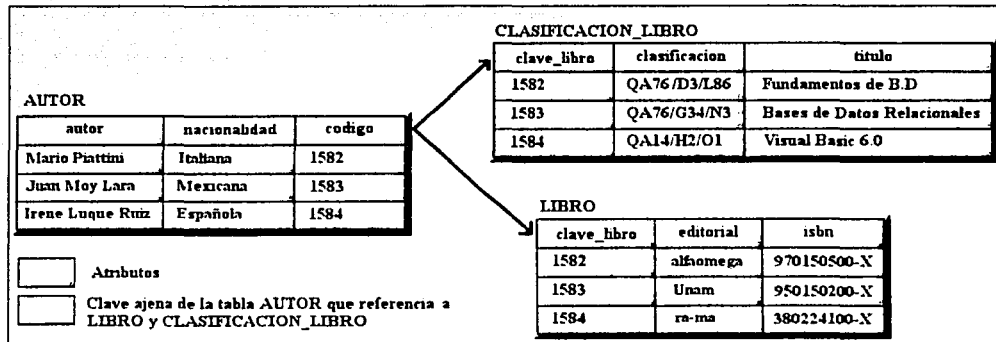 CLASIFICACION_LIBRO
clave_libro clasificacion titulo
1582 QA76/D3/L86 Fundamentos de B.D
1583 QA76/G34/N3 Bases de Datos Relacionales
1584 QA14/H2/O1 Visual Basic 6.0
AUTOR
autor nacionalidad codigo
Mario Piattini Italiana 1582
Juan Moy Lara Mexicana 1583
Irene Luque Ruiz Española 1584
LIBRO
clave_libro editorial isbn
1582 alfaomega 970150500-X
1583 Unam 950150200-X
1584 ra-ma 380224100-X
Atributos
Clave ajena de la tabla AUTOR que referencia a
LIBRO y CLASIFICACION_LIBRO